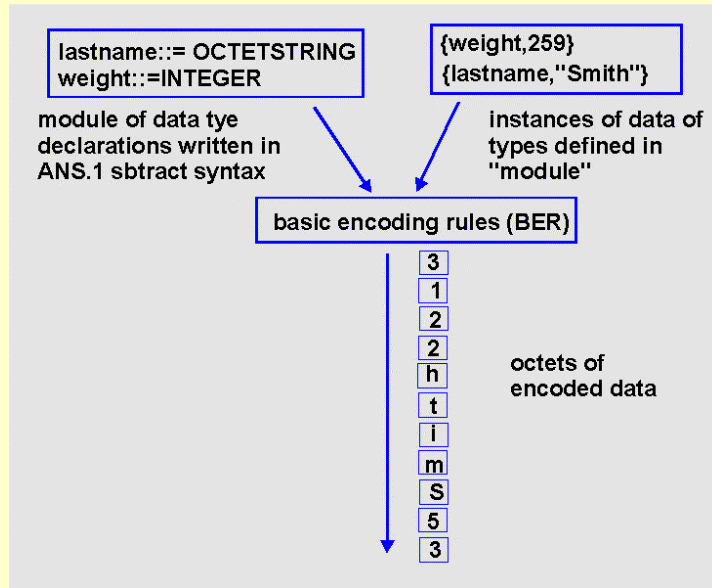 lastname::= OCTETSTRING
weight::=INTEGER
{weight,259}
{lastname,"Smith"}
module of data tye
declarations written in
ANS.1 sbtract syntax
instances of data of
types defined in
"module"
basic encoding rules (BER)
3
1
2
2
h
t
i
m
S
5
3
octets of
encoded data